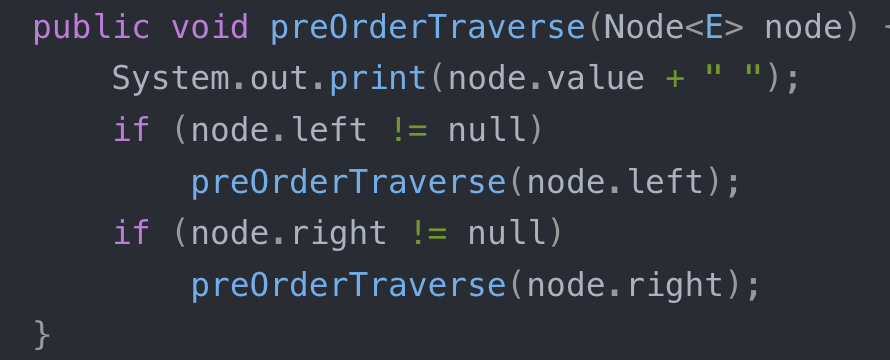 public void preOrderTraverse(Node<E> node) {
    System.out.print(node.value + " ");
    if (node.left != null)
        preOrderTraverse(node.left);
    if (node.right != null)
        preOrderTraverse(node.right);
}